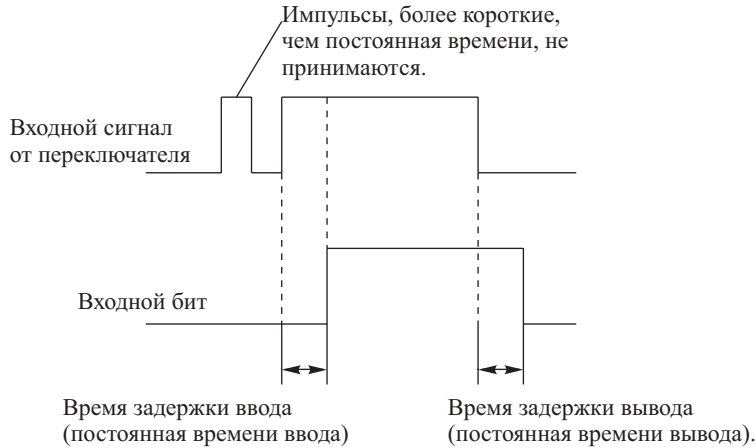 Импульсы, более короткие,
чем постоянная времени, не
принимаются.
Входной сигнал
от переключателя
Входной бит
Время задержки ввода
(постоянная времени ввода)
Время задержки вывода
(постоянная времени вывода).